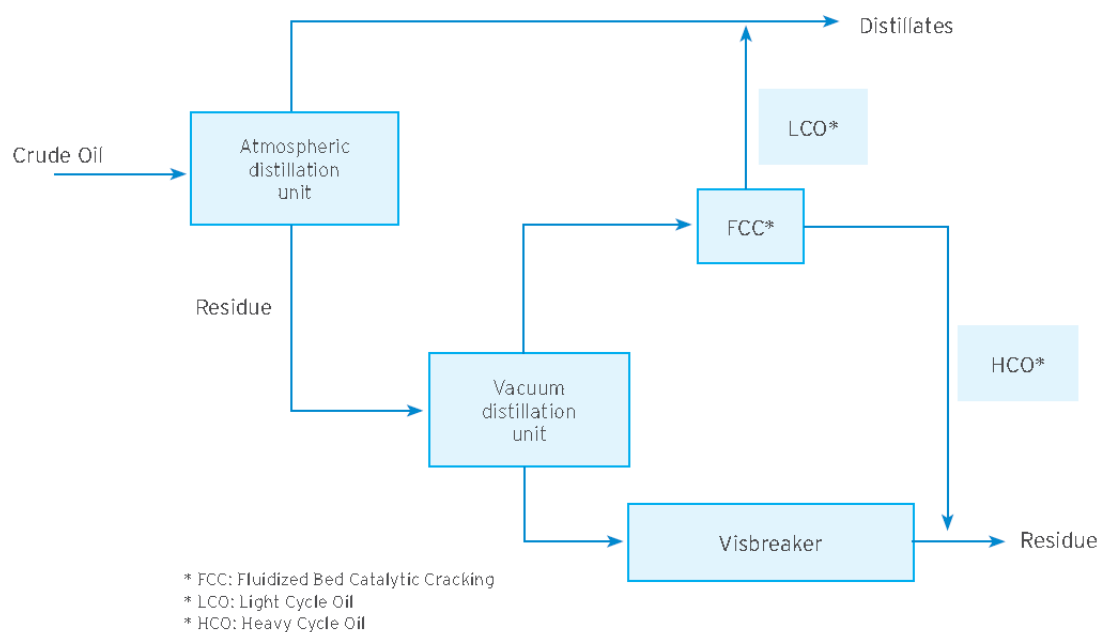 Distillates
LCO*
Crude Oil
Atmospheric
distillation
unit
FCC*
Residue
HCO*
Vacuum
distillation
unit
Visbreaker
Residue
* FCC: Fluidized Bed Catalytic Cracking
* LCO: Light Cycle Oil
* HCO: Heavy Cycle Oil